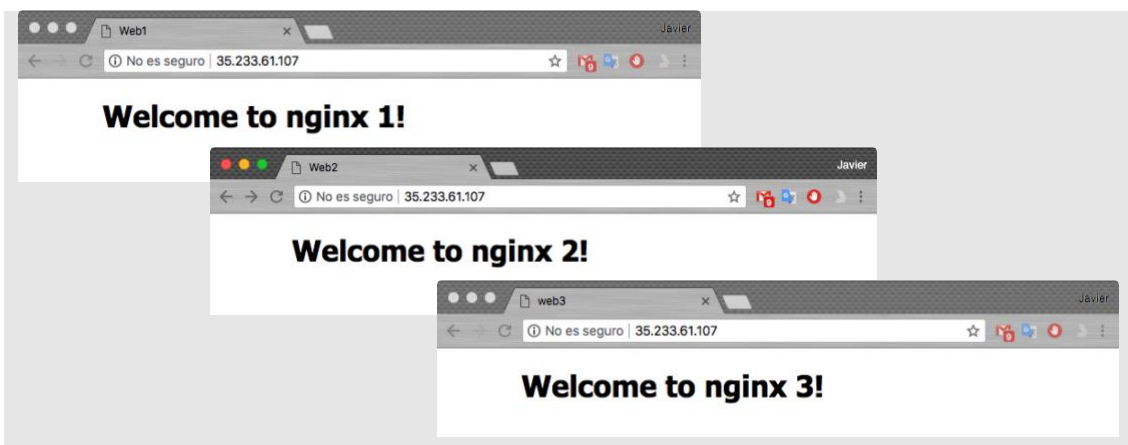 Web1
Javier
No es seguro 35.233.61.107
Welcome to nginx 1!
Web2
Javier
No es seguro 35.233.61.107
Welcome to nginx 2!
web3
Javier
No es seguro 35.233.61.107
Welcome to nginx 3!